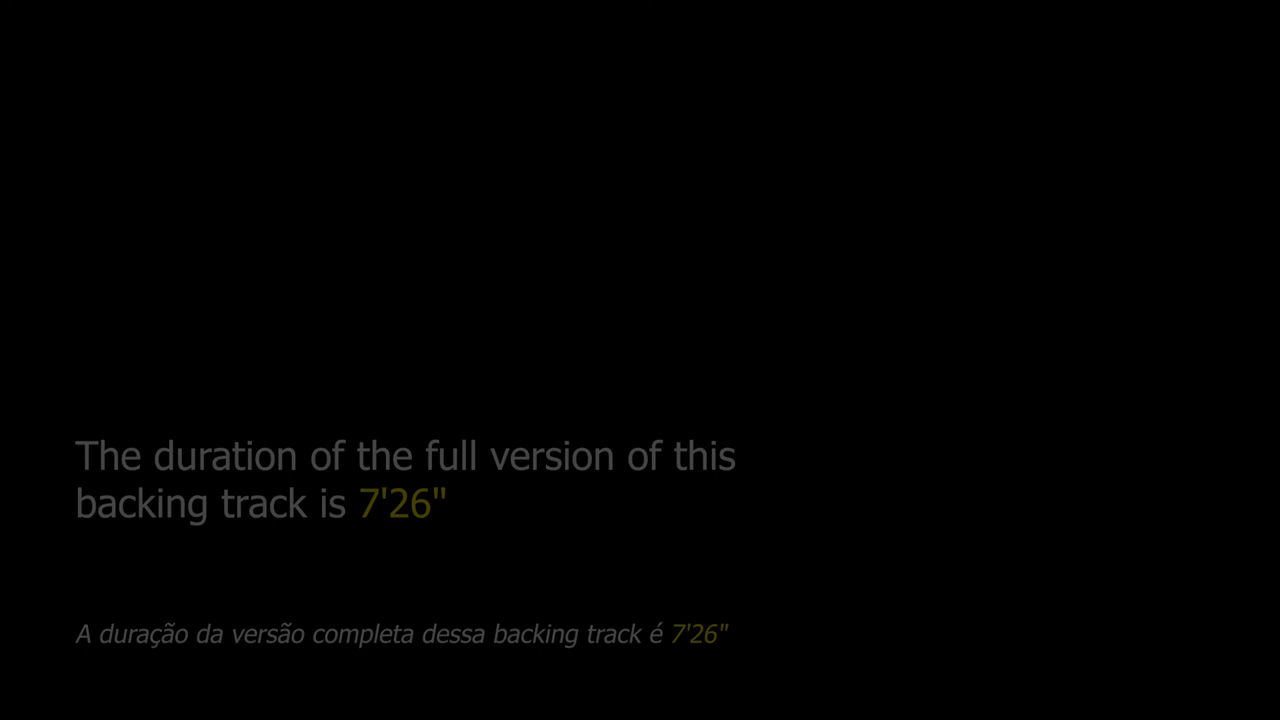 The duration of the full version of this
backing track is 7'26"
A duração da versão completa dessa backing track é 7'26"